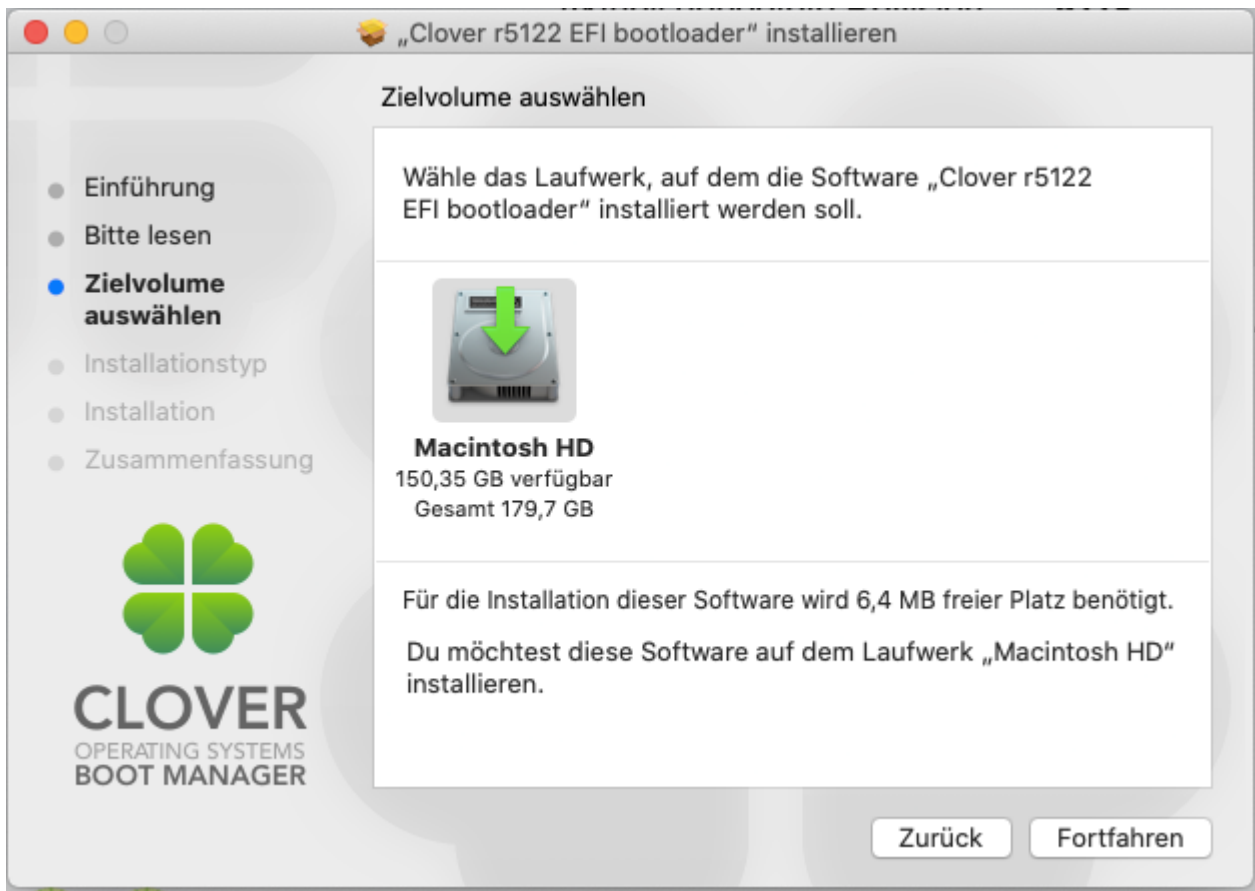 „Clover r5122 EFI bootloader“ installieren
Zielvolume auswählen
Einführung
Bitte lesen
Zielvolume
auswählen
Installationstyp
Installation
Zusammenfassung
CLOVER
OPERATING SYSTEMS
BOOT MANAGER
Wähle das Laufwerk, auf dem die Software „Clover r5122
EFI bootloader“ installiert werden soll.
Macintosh HD
150,35 GB verfügbar
Gesamt 179,7 GB
Für die Installation dieser Software wird 6,4 MB freier Platz benötigt.
Du möchtest diese Software auf dem Laufwerk „Macintosh HD“
installieren.
Zurück
Fortfahren